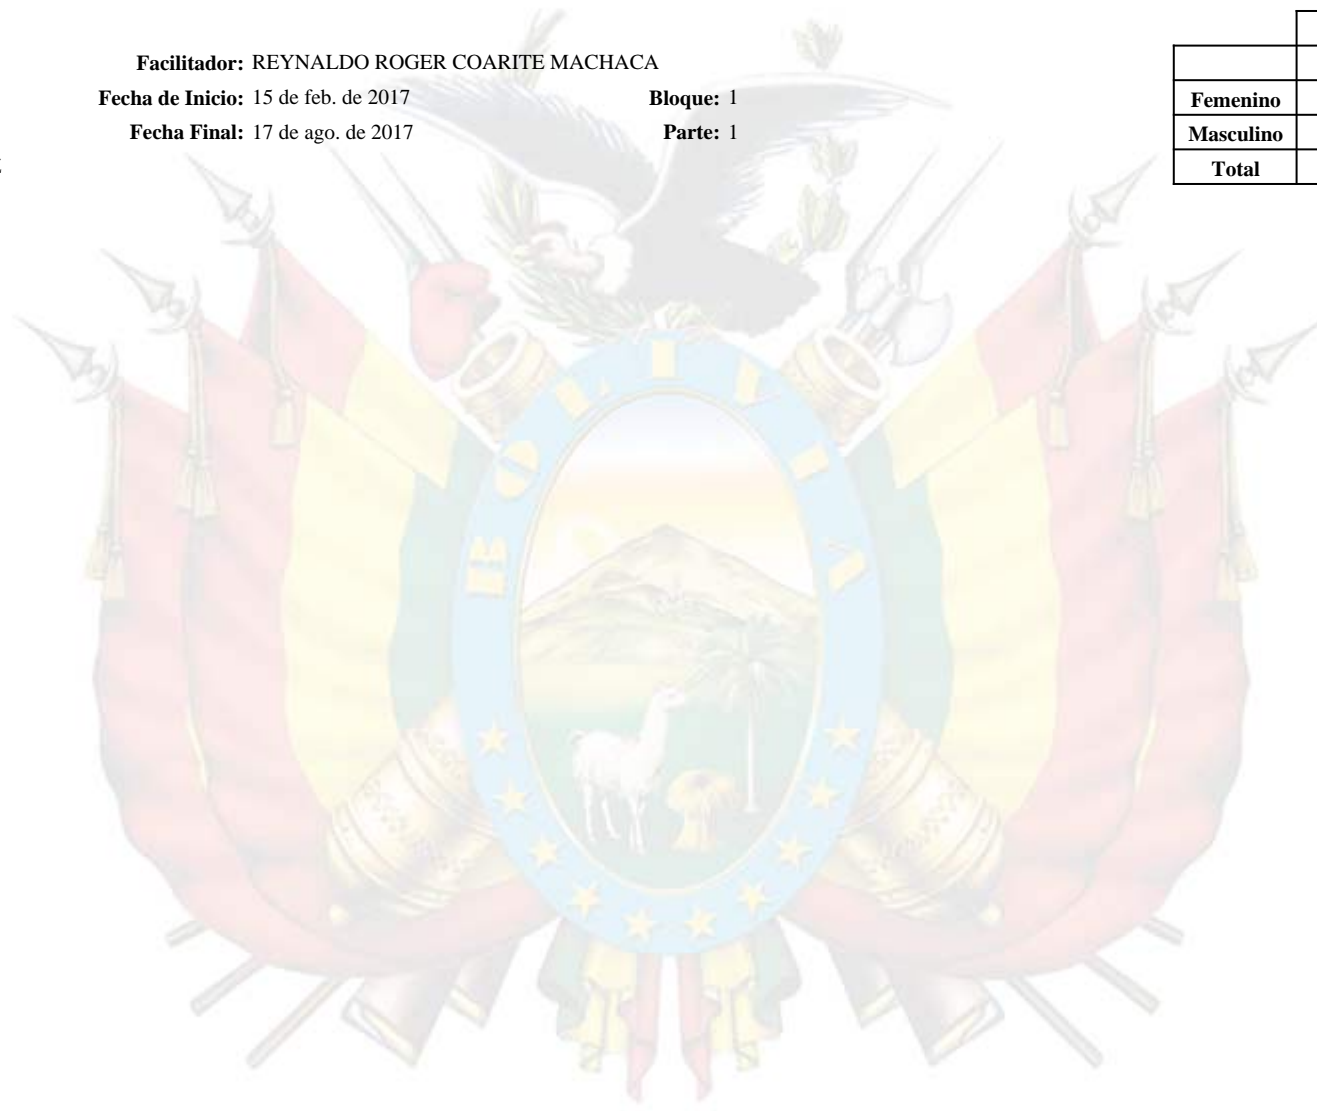 Facilitador: REYNALDO ROGER COARITE MACHACA
Fecha de Inicio: 15 de feb. de 2017 Bloque: 1
Fecha Final: 17 de ago. de 2017 Parte: 1
Femenino
Masculino
Total
BOLIVIA